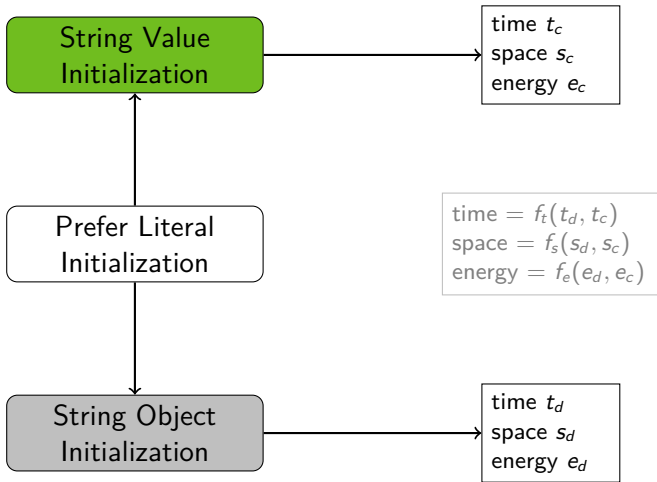 String Value
Initialization
time t_c
space s_c
energy e_c
Prefer Literal
Initialization
time = f_t(t_d, t_c)
space = f_s(s_d, s_c)
energy = f_e(e_d, e_c)
String Object
Initialization
time t_d
space s_d
energy e_d